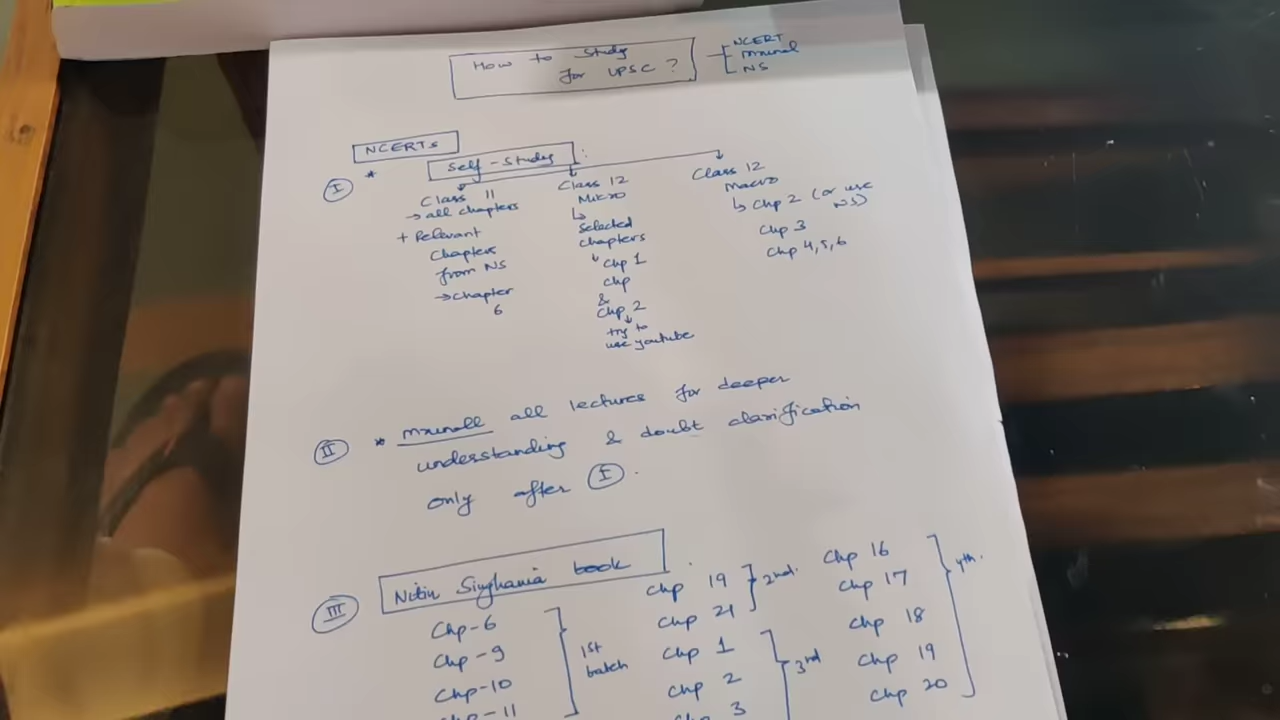 How to Study
for UPSC ?
NCERT
Mrunal
NS
NCERTs
I
* Self-Study :
Class 11
→ all chapters
+ Relevant
Chapters
from NS
→ Chapter
6
Class 12
Micro
↳
Selected
chapters
↳ Chp 1
Chp
&
Chp 2
↓
try to
use youtube
Class 12
Macro
↳ Chp 2 (or use
NS)
Chp 3
Chp 4,5,6
II
* Mrunall all lectures for deeper
understanding & doubt clarification
only after I.
III
Nitin Singhania book
Chp-6
Chp-9
Chp-10
Chp-11
1st
batch
Chp 19
Chp 21
2nd.
Chp 1
Chp 2
3
3rd
Chp 16
Chp 17
Chp 18
Chp 19
Chp 20
4th.